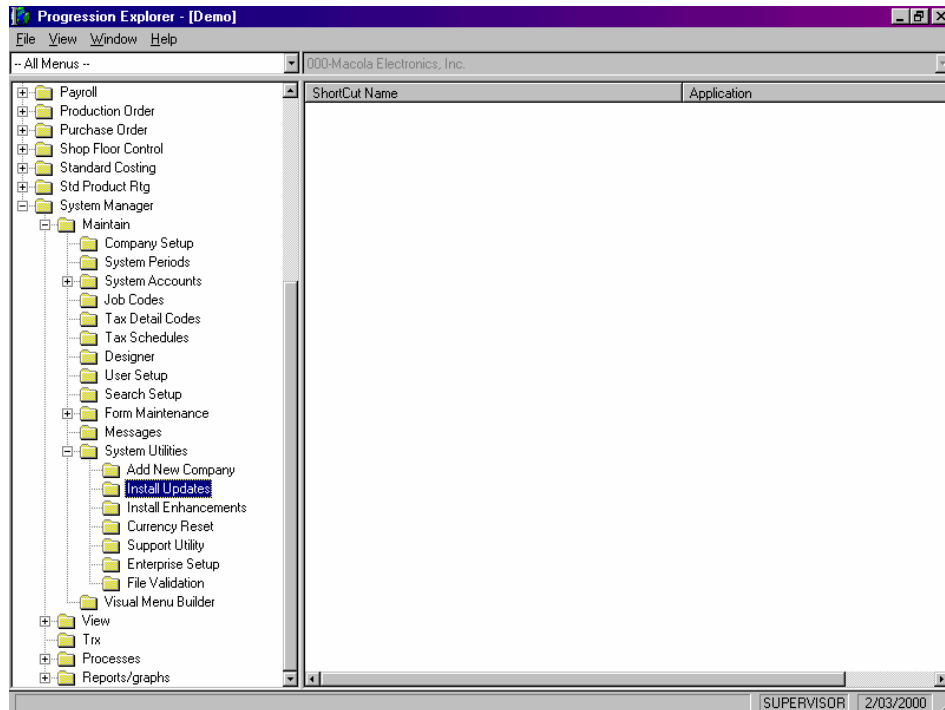 Progression Explorer - [Demo]
File View Window Help
-- All Menus --
000-Macola Electronics, Inc.
ShortCut Name Application
Payroll
Production Order
Purchase Order
Shop Floor Control
Standard Costing
Std Product Rtg
System Manager
Maintain
Company Setup
System Periods
System Accounts
Job Codes
Tax Detail Codes
Tax Schedules
Designer
User Setup
Search Setup
Form Maintenance
Messages
System Utilities
Add New Company
Install Updates
Install Enhancements
Currency Reset
Support Utility
Enterprise Setup
File Validation
Visual Menu Builder
View
Trx
Processes
Reports/graphs
SUPERVISOR 2/03/2000